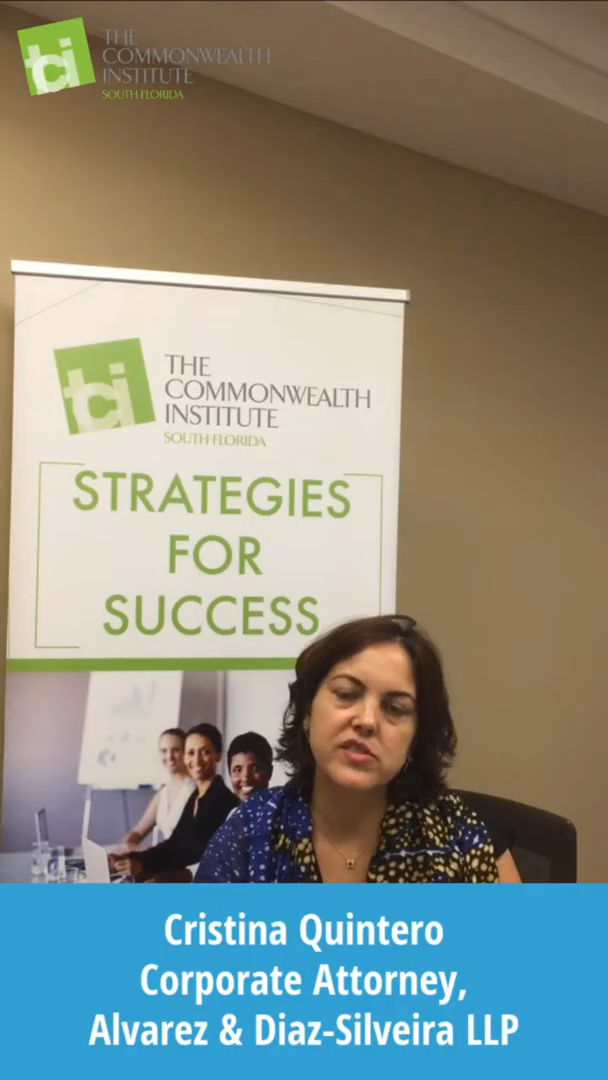 tci
THE
COMMONWEALTH
INSTITUTE
SOUTH FLORIDA
tci
THE
COMMONWEALTH
INSTITUTE
SOUTH FLORIDA
STRATEGIES
FOR
SUCCESS
Cristina Quintero
Corporate Attorney,
Alvarez & Diaz-Silveira LLP